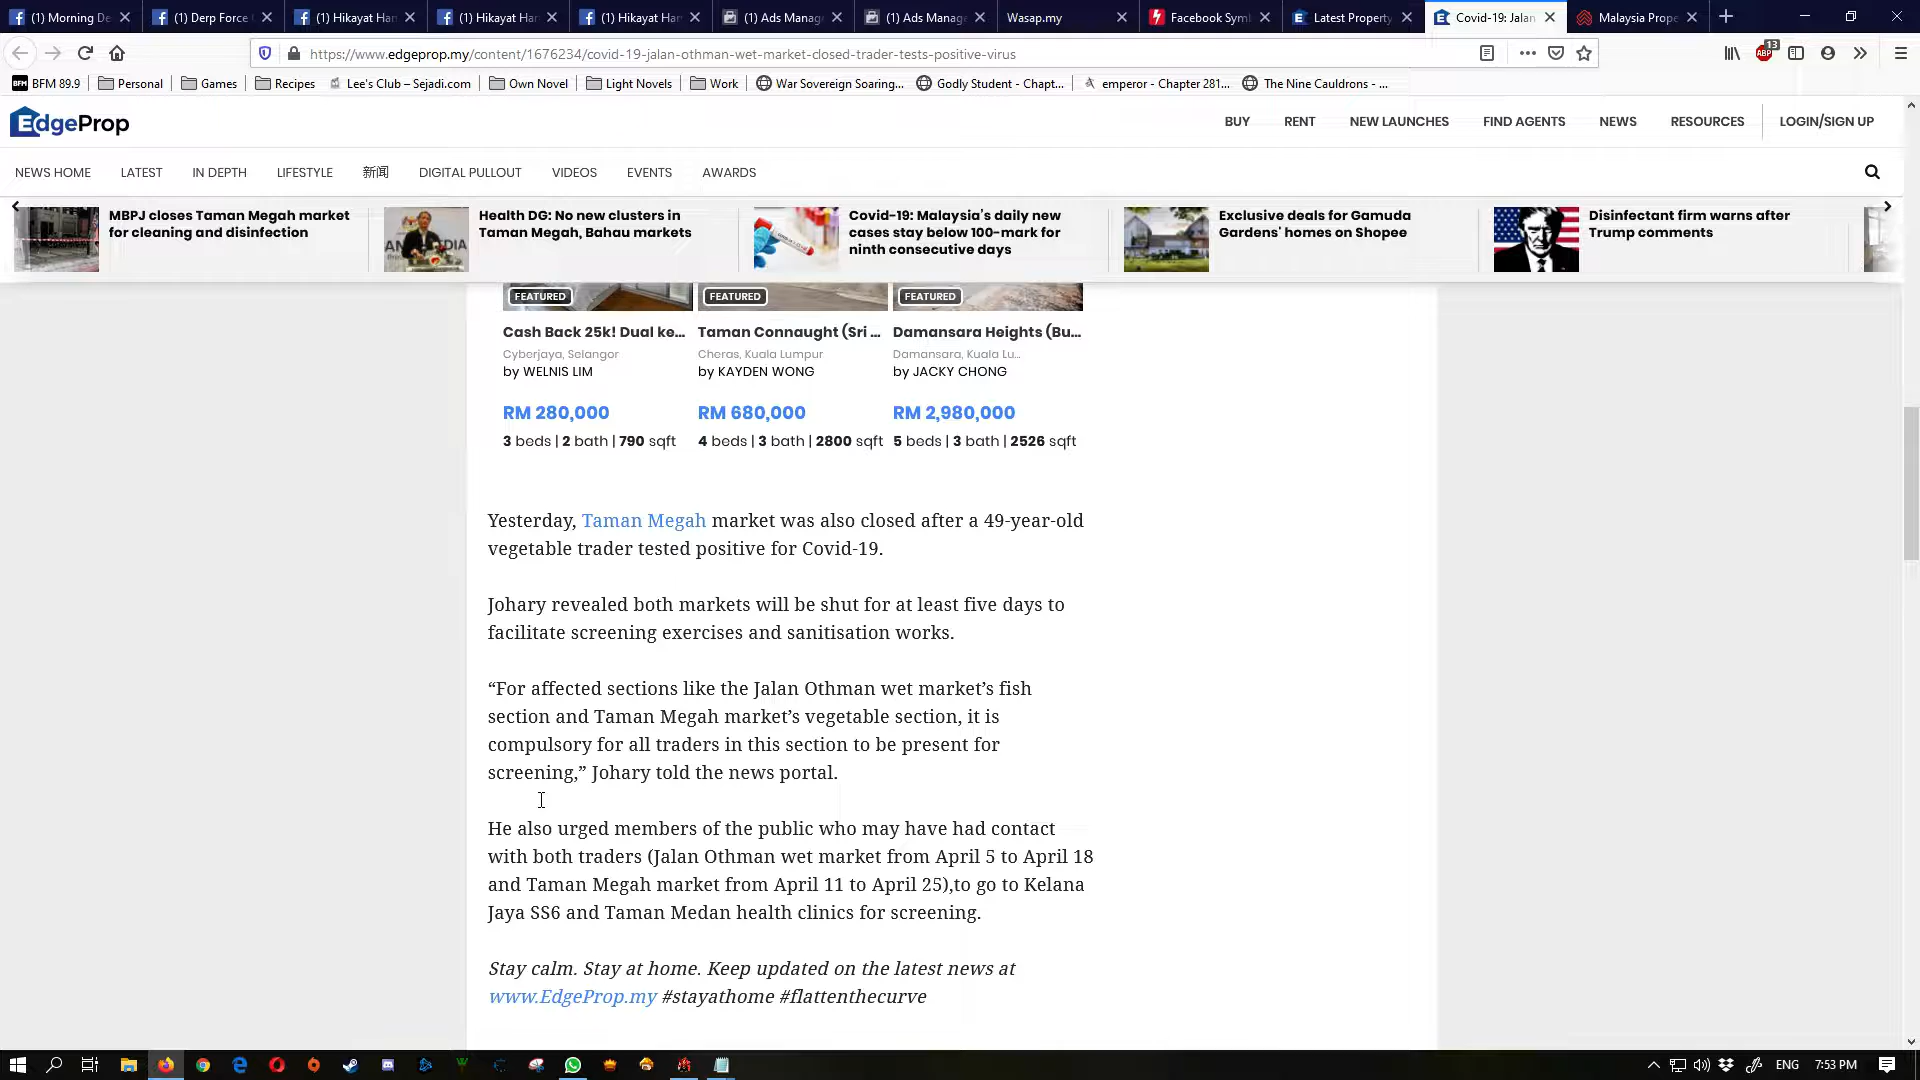 (1) Morning De
(1) Derp Force
(1) Hikayat Han
(1) Hikayat Han
(1) Hikayat Han
(1) Ads Manage
(1) Ads Manage
Wasap.my
Facebook Symb
Latest Property
Covid-19: Jalan
Malaysia Prope
https://www.edgeprop.my/content/1676234/covid-19-jalan-othman-wet-market-closed-trader-tests-positive-virus
ABP 13
BFM 89.9
Personal
Games
Recipes
Lee's Club – Sejadi.com
Own Novel
Light Novels
Work
War Sovereign Soaring...
Godly Student - Chapt...
emperor - Chapter 281...
The Nine Cauldrons - ...
EdgeProp
BUY RENT NEW LAUNCHES FIND AGENTS NEWS RESOURCES LOGIN/SIGN UP
NEWS HOME LATEST IN DEPTH LIFESTYLE 新闻 DIGITAL PULLOUT VIDEOS EVENTS AWARDS
MBPJ closes Taman Megah market
for cleaning and disinfection
Health DG: No new clusters in
Taman Megah, Bahau markets
Covid-19: Malaysia's daily new
cases stay below 100-mark for
ninth consecutive days
Exclusive deals for Gamuda
Gardens' homes on Shopee
Disinfectant firm warns after
Trump comments
FEATURED
Cash Back 25k! Dual ke...
Cyberjaya, Selangor
by WELNIS LIM
RM 280,000
3 beds | 2 bath | 790 sqft
FEATURED
Taman Connaught (Sri ...
Cheras, Kuala Lumpur
by KAYDEN WONG
RM 680,000
4 beds | 3 bath | 2800 sqft
FEATURED
Damansara Heights (Bu...
Damansara, Kuala Lu...
by JACKY CHONG
RM 2,980,000
5 beds | 3 bath | 2526 sqft
Yesterday, Taman Megah market was also closed after a 49-year-old
vegetable trader tested positive for Covid-19.
Johary revealed both markets will be shut for at least five days to
facilitate screening exercises and sanitisation works.
“For affected sections like the Jalan Othman wet market’s fish
section and Taman Megah market’s vegetable section, it is
compulsory for all traders in this section to be present for
screening,” Johary told the news portal.
He also urged members of the public who may have had contact
with both traders (Jalan Othman wet market from April 5 to April 18
and Taman Megah market from April 11 to April 25),to go to Kelana
Jaya SS6 and Taman Medan health clinics for screening.
Stay calm. Stay at home. Keep updated on the latest news at
www.EdgeProp.my #stayathome #flattenthecurve
ENG
7:53 PM